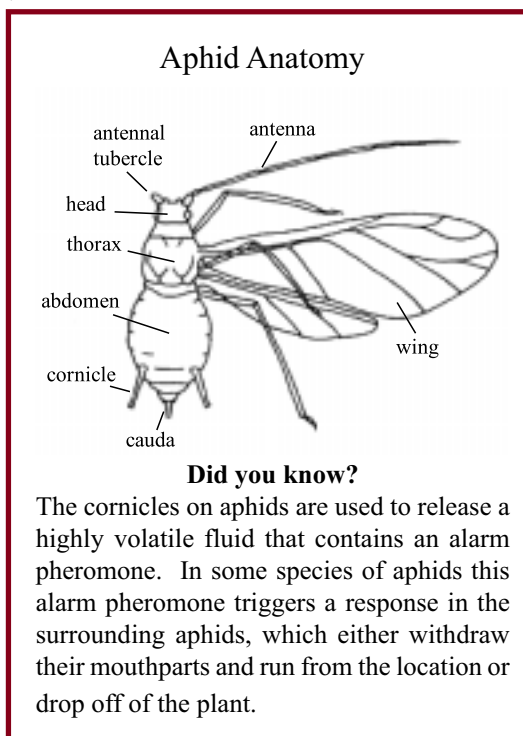 Aphid Anatomy
antennal
tubercle
antenna
head
thorax
abdomen
wing
cornicle
cauda
Did you know?
The cornicles on aphids are used to release a
highly volatile fluid that contains an alarm
pheromone. In some species of aphids this
alarm pheromone triggers a response in the
surrounding aphids, which either withdraw
their mouthparts and run from the location or
drop off of the plant.